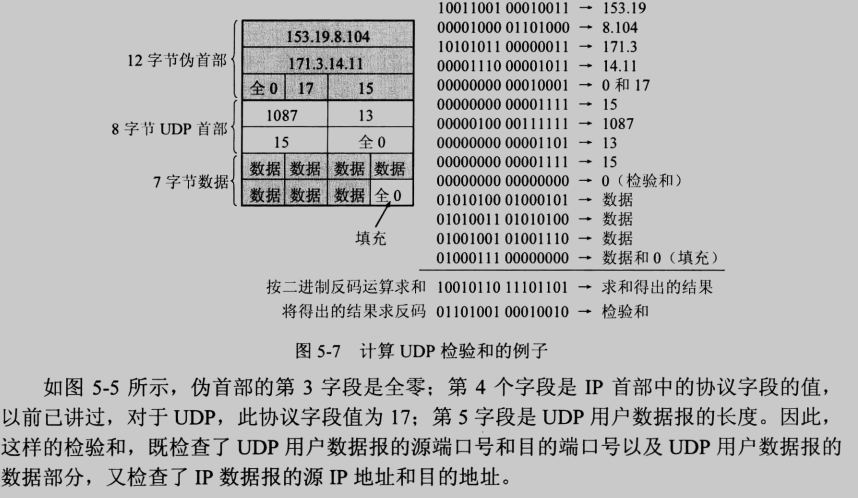 10011001 00010011 → 153.19
00001000 01101000 → 8.104
10101011 00000011 → 171.3
00001110 00001011 → 14.11
00000000 00010001 → 0 和 17
00000000 00001111 → 15
00000100 00111111 → 1087
00000000 00001101 → 13
00000000 00001111 → 15
00000000 00000000 → 0（检验和）
01010100 01000101 → 数据
01010011 01010100 → 数据
01001001 01001110 → 数据
01000111 00000000 → 数据和 0（填充）
12 字节伪首部
153.19.8.104
171.3.14.11
全 0 17 15
8 字节 UDP 首部
1087 13
15 全 0
7 字节数据
数据 数据 数据 数据
数据 数据 数据 全 0
填充
按二进制反码运算求和 10010110 11101101 → 求和得出的结果
将得出的结果求反码 01101001 00010010 → 检验和
图 5-7 计算 UDP 检验和的例子
如图 5-5 所示，伪首部的第 3 字段是全零；第 4 个字段是 IP 首部中的协议字段的值，
以前已讲过，对于 UDP，此协议字段值为 17；第 5 字段是 UDP 用户数据报的长度。因此，
这样的检验和，既检查了 UDP 用户数据报的源端口号和目的端口号以及 UDP 用户数据报的
数据部分，又检查了 IP 数据报的源 IP 地址和目的地址。